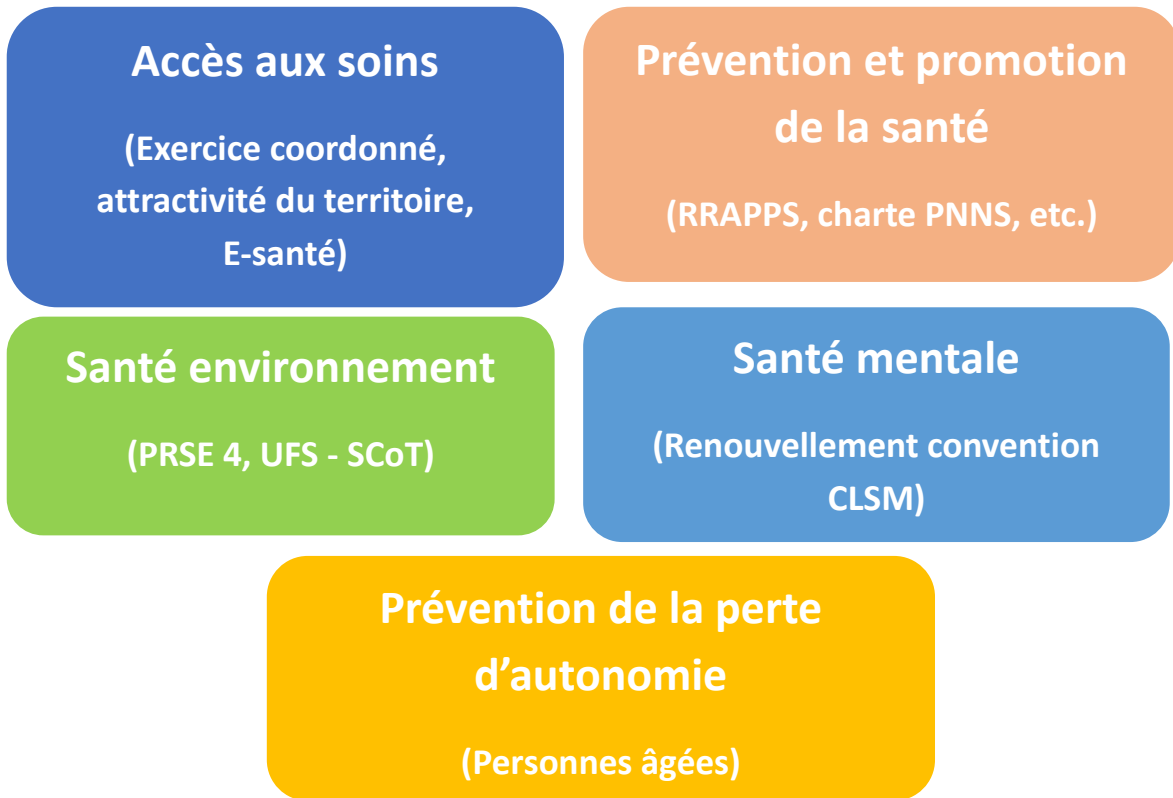 Accès aux soins
(Exercice coordonné,
attractivité du territoire,
E-santé)
Prévention et promotion
de la santé
(RRAPPS, charte PNNS, etc.)
Santé environnement
(PRSE 4, UFS - SCoT)
Santé mentale
(Renouvellement convention
CLSM)
Prévention de la perte
d’autonomie
(Personnes âgées)